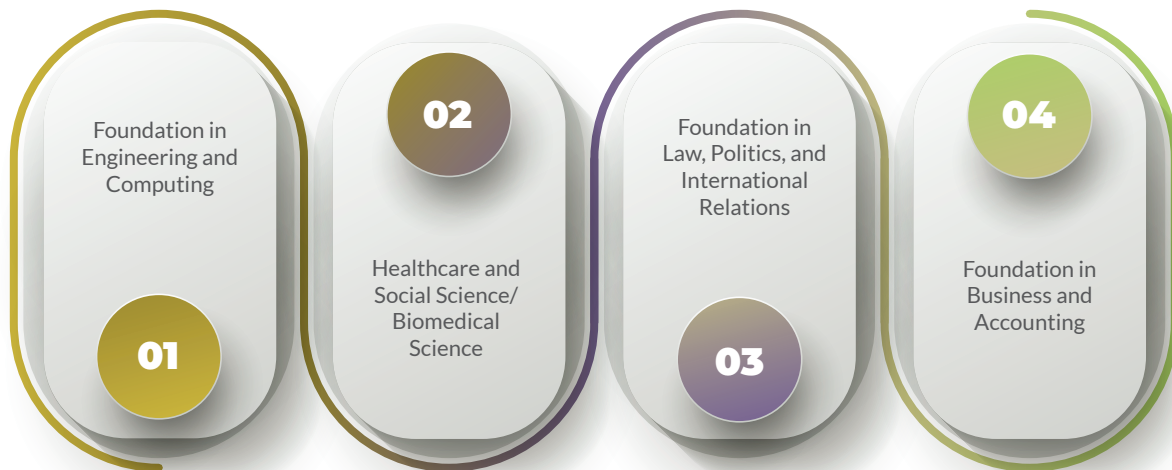 Foundation in
Engineering and
Computing
01
02
Healthcare and
Social Science/
Biomedical
Science
Foundation in
Law, Politics, and
International
Relations
03
04
Foundation in
Business and
Accounting